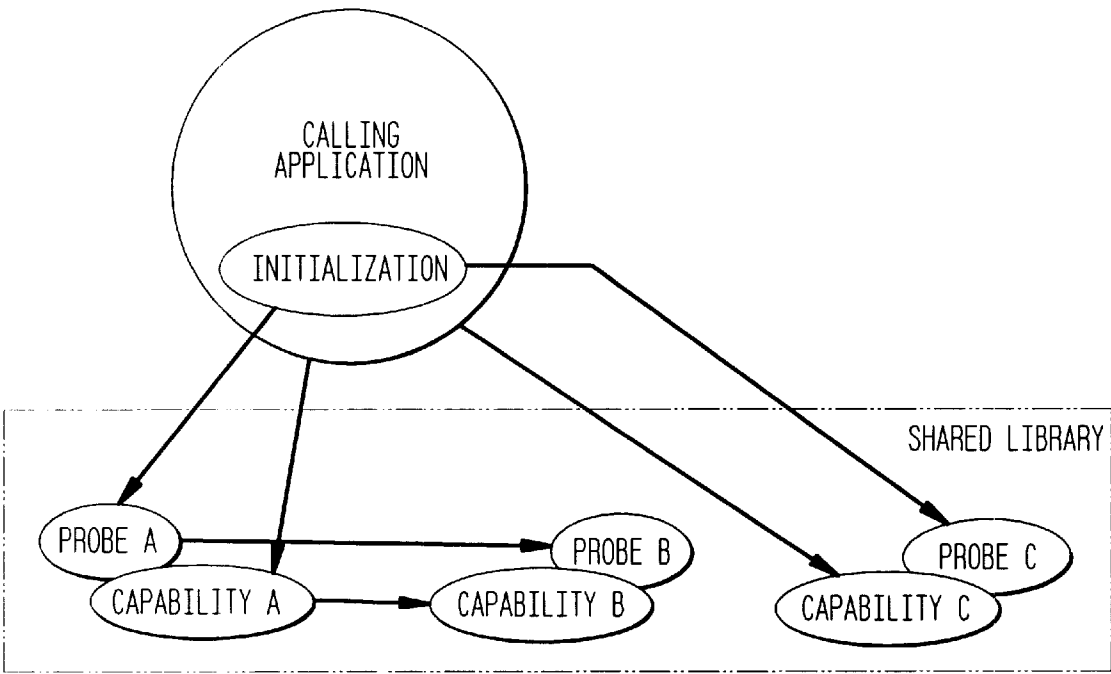 CALLING
APPLICATION
INITIALIZATION
SHARED LIBRARY
PROBE A
PROBE B
PROBE C
CAPABILITY A
CAPABILITY B
CAPABILITY C